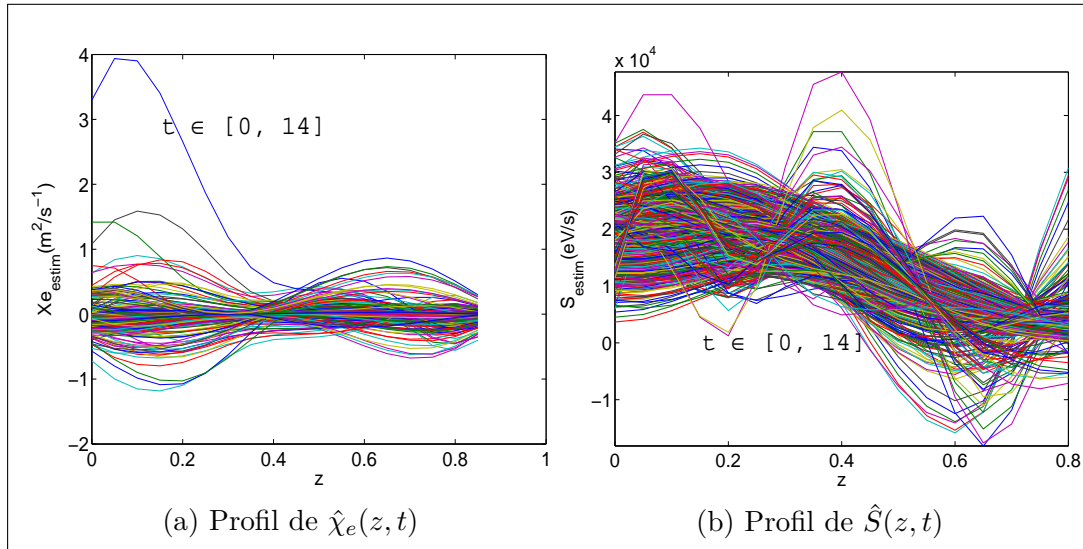 4
3
2
1
0
−1
−2
0
0.2
0.4
0.6
0.8
1
z
Xe_estim(m²/s⁻¹)
t ∈ [0, 14]
(a) Profil de χ̂_e(z, t)
x 10⁴
4
3
2
1
0
−1
0
0.2
0.4
0.6
0.8
z
S_estim(eV/s)
t ∈ [0, 14]
(b) Profil de Ŝ(z, t)